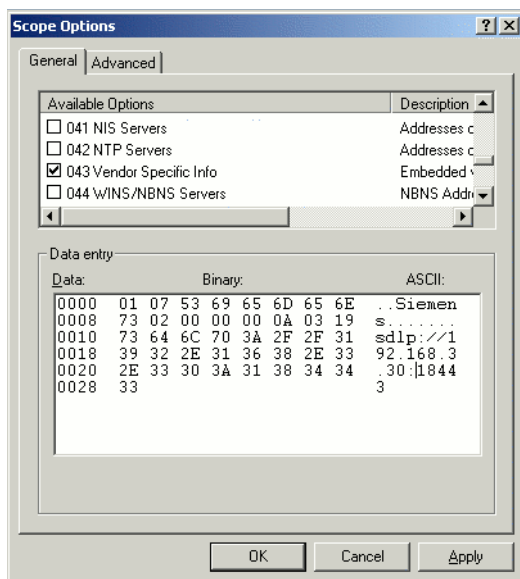 Scope Options
General Advanced
Available Options Description
041 NIS Servers Addresses c
042 NTP Servers Addresses c
043 Vendor Specific Info Embedded v
044 WINS/NBNS Servers NBNS Addr
Data entry
Data: Binary: ASCII:
0000 01 07 53 69 65 6D 65 6E ..Siemen
0008 73 02 00 00 00 0A 03 19 s.......
0010 73 64 6C 70 3A 2F 2F 31 sdlp://1
0018 39 32 2E 31 36 38 2E 33 92.168.3
0020 2E 33 30 3A 31 38 34 34 .30:1844
0028 33 3
OK Cancel Apply